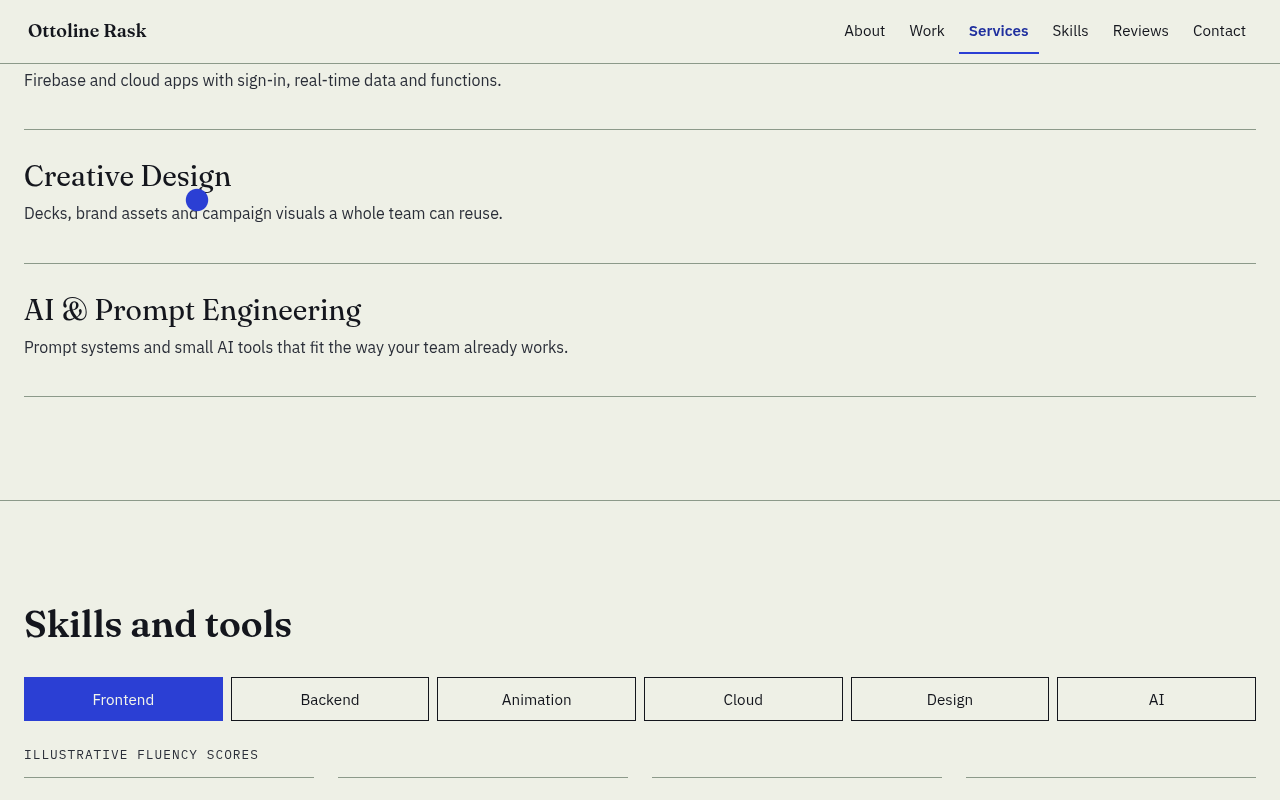 Ottoline Rask
About Work Services Skills Reviews Contact
Firebase and cloud apps with sign-in, real-time data and functions.
Creative Design
Decks, brand assets and campaign visuals a whole team can reuse.
AI & Prompt Engineering
Prompt systems and small AI tools that fit the way your team already works.
Skills and tools
Frontend Backend Animation Cloud Design AI
ILLUSTRATIVE FLUENCY SCORES